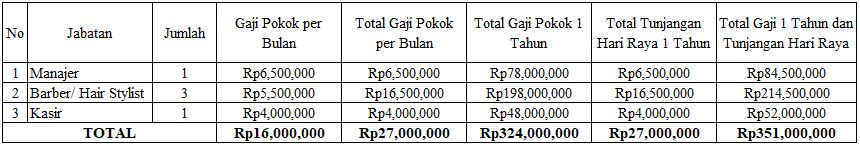 No Jabatan Jumlah Gaji Pokok per Bulan Total Gaji Pokok per Bulan Total Gaji Pokok 1 Tahun Total Tunjangan Hari Raya 1 Tahun Total Gaji 1 Tahun dan Tunjangan Hari Raya
1 Manajer 1 Rp6,500,000 Rp6,500,000 Rp78,000,000 Rp6,500,000 Rp84,500,000
2 Barber/ Hair Stylist 3 Rp5,500,000 Rp16,500,000 Rp198,000,000 Rp16,500,000 Rp214,500,000
3 Kasir 1 Rp4,000,000 Rp4,000,000 Rp48,000,000 Rp4,000,000 Rp52,000,000
TOTAL Rp16,000,000 Rp27,000,000 Rp324,000,000 Rp27,000,000 Rp351,000,000